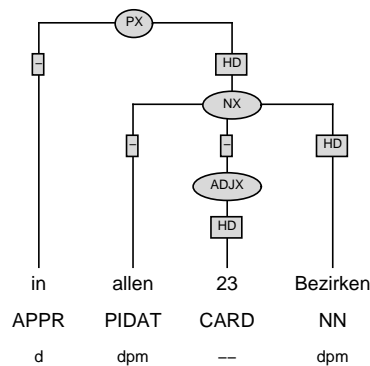 PX
– HD
NX
– – HD
ADJX
HD
in allen 23 Bezirken
APPR PIDAT CARD NN
d dpm –– dpm